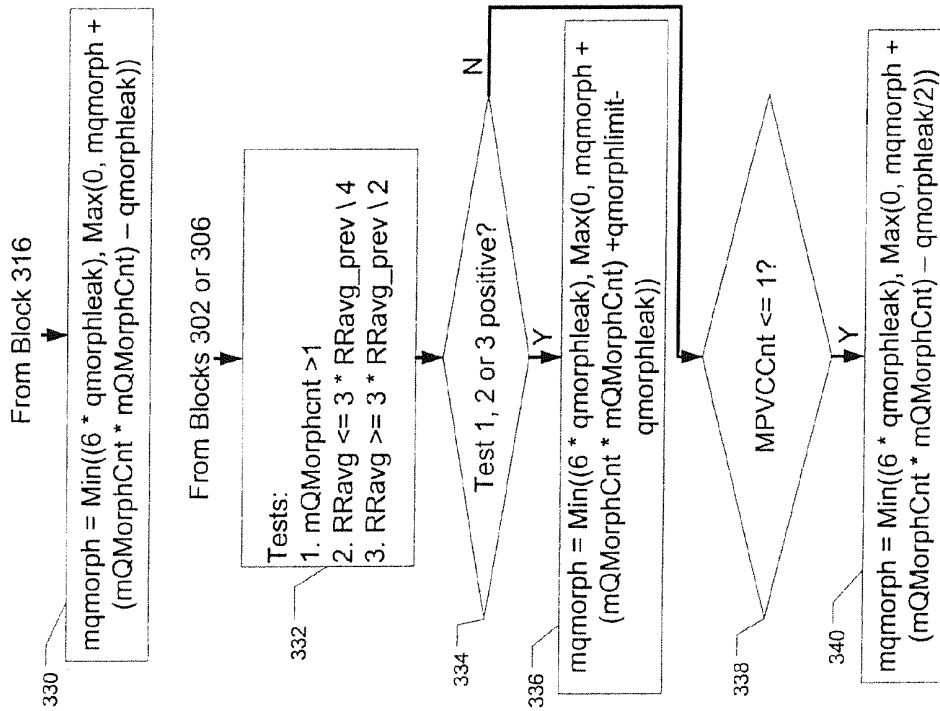 From Block 316
330
mqmorph = Min((6 * qmorphleak), Max(0, mqmorph +
(mQMorphCnt * mQMorphCnt) – qmorphleak))
From Blocks 302 or 306
332
Tests:
1. mQMorphcnt >1
2. RRavg <= 3 * RRavg_prev \ 4
3. RRavg >= 3 * RRavg_prev \ 2
334
Test 1, 2 or 3 positive?
N
Y
336
mqmorph = Min((6 * qmorphleak), Max(0, mqmorph +
(mQMorphCnt * mQMorphCnt) +qmorphlimit-
qmorphleak))
338
MPVCCnt <= 1?
Y
340
mqmorph = Min((6 * qmorphleak), Max(0, mqmorph +
(mQMorphCnt * mQMorphCnt) – qmorphleak/2))